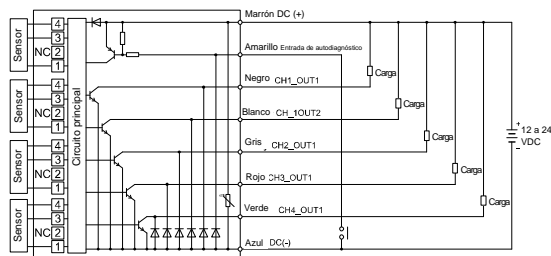 Sensor
4
3
NC 2
1
Sensor
4
3
NC 2
1
Sensor
4
3
NC 2
1
Sensor
4
3
NC 2
1
Circuito principal
Marrón DC (+)
Amarillo Entrada de autodiagnóstico
Negro CH1_OUT1
Carga
Blanco CH_1OUT2
Carga
Gris CH2_OUT1
Carga
Rojo CH3_OUT1
Carga
Verde CH4_OUT1
Carga
Azul DC(-)
+
12 a 24
VDC
-